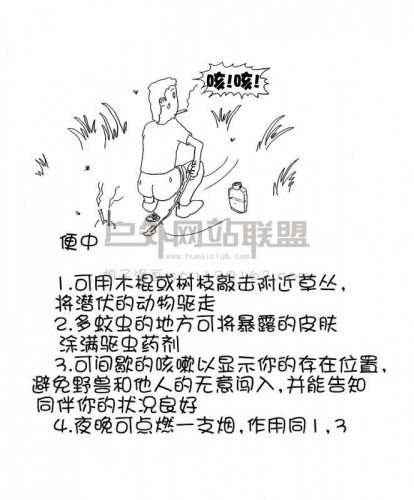 咳!咳!
户外网站联盟
www.humaiclub.com
便中
1.可用木棍或树枝敲击附近草丛,
将潜伏的动物驱走
2.多蚊虫的地方可将暴露的皮肤
涂满驱虫药剂
3.可间歇的咳嗽以显示你的存在位置,
避免野兽和他人的无意闯入,并能告知
同伴你的状况良好
4.夜晚可点燃一支烟,作用同1,3